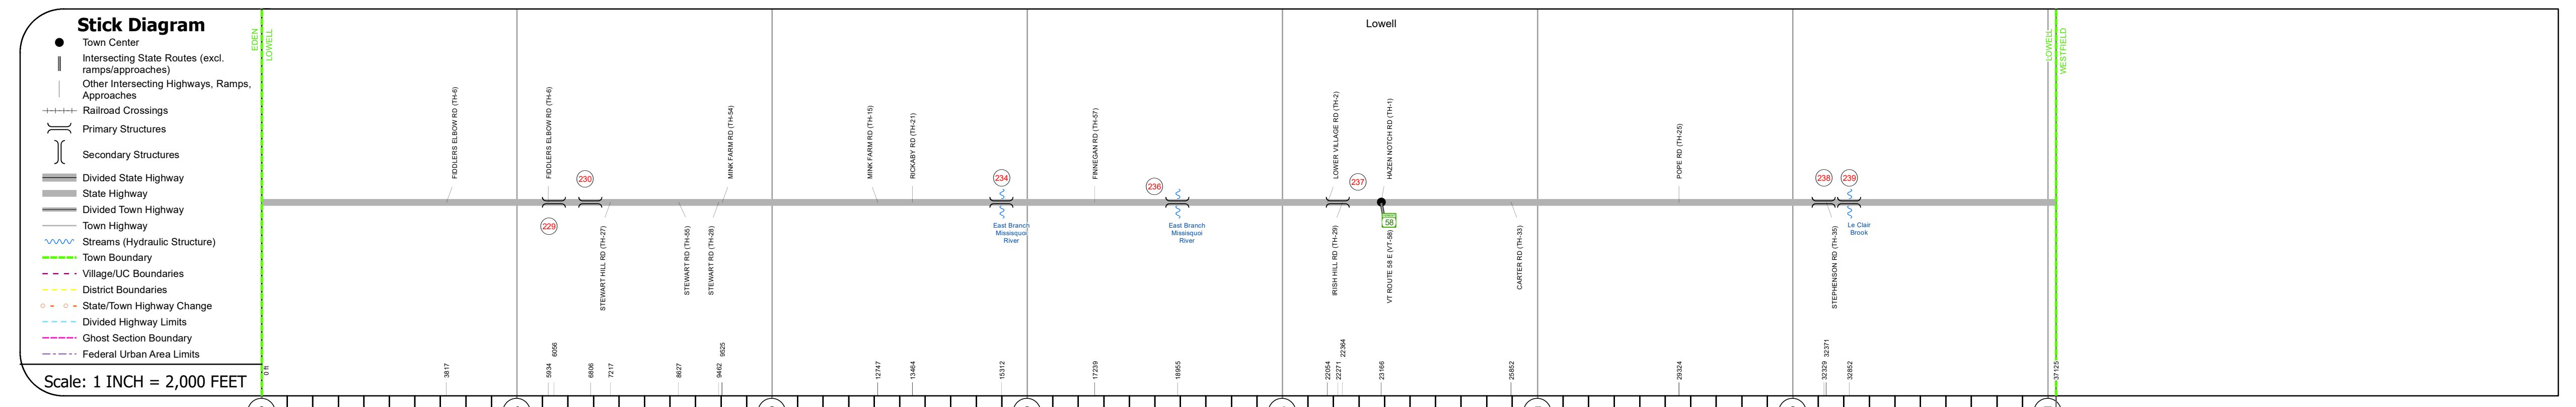 Stick Diagram
Town Center
Intersecting State Routes (excl.
ramps/approaches)
Other Intersecting Highways, Ramps,
Approaches
Railroad Crossings
Primary Structures
Secondary Structures
Divided State Highway
State Highway
Divided Town Highway
Town Highway
Streams (Hydraulic Structure)
Town Boundary
Village/UC Boundaries
District Boundaries
State/Town Highway Change
Divided Highway Limits
Ghost Section Boundary
Federal Urban Area Limits
Scale: 1 INCH = 2,000 FEET
EDEN
LOWELL
Lowell
LOWELL
WESTFIELD
FIDDLERS ELBOW RD (TH-6)
FIDDLERS ELBOW RD (TH-6)
MINK FARM RD (TH-54)
MINK FARM RD (TH-15)
RICKABY RD (TH-21)
FINNEGAN RD (TH-57)
LOWER VILLAGE RD (TH-2)
HAZEN NOTCH RD (TH-1)
POPE RD (TH-25)
230
234
236
237
238
239
229
58
East Branch
Missisquoi
River
East Branch
Missisquoi
River
Le Clair
Brook
STEWART HILL RD (TH-27)
STEWART RD (TH-55)
STEWART RD (TH-28)
IRISH HILL RD (TH-29)
VT ROUTE 58 E (VT-58)
CARTER RD (TH-33)
STEPHENSON RD (TH-35)
0 ft
3817
5934
6056
6806
7217
8627
9462
9525
12747
13464
15312
17239
18955
22054
22271
22364
23166
25852
29324
32329
32371
32852
37125